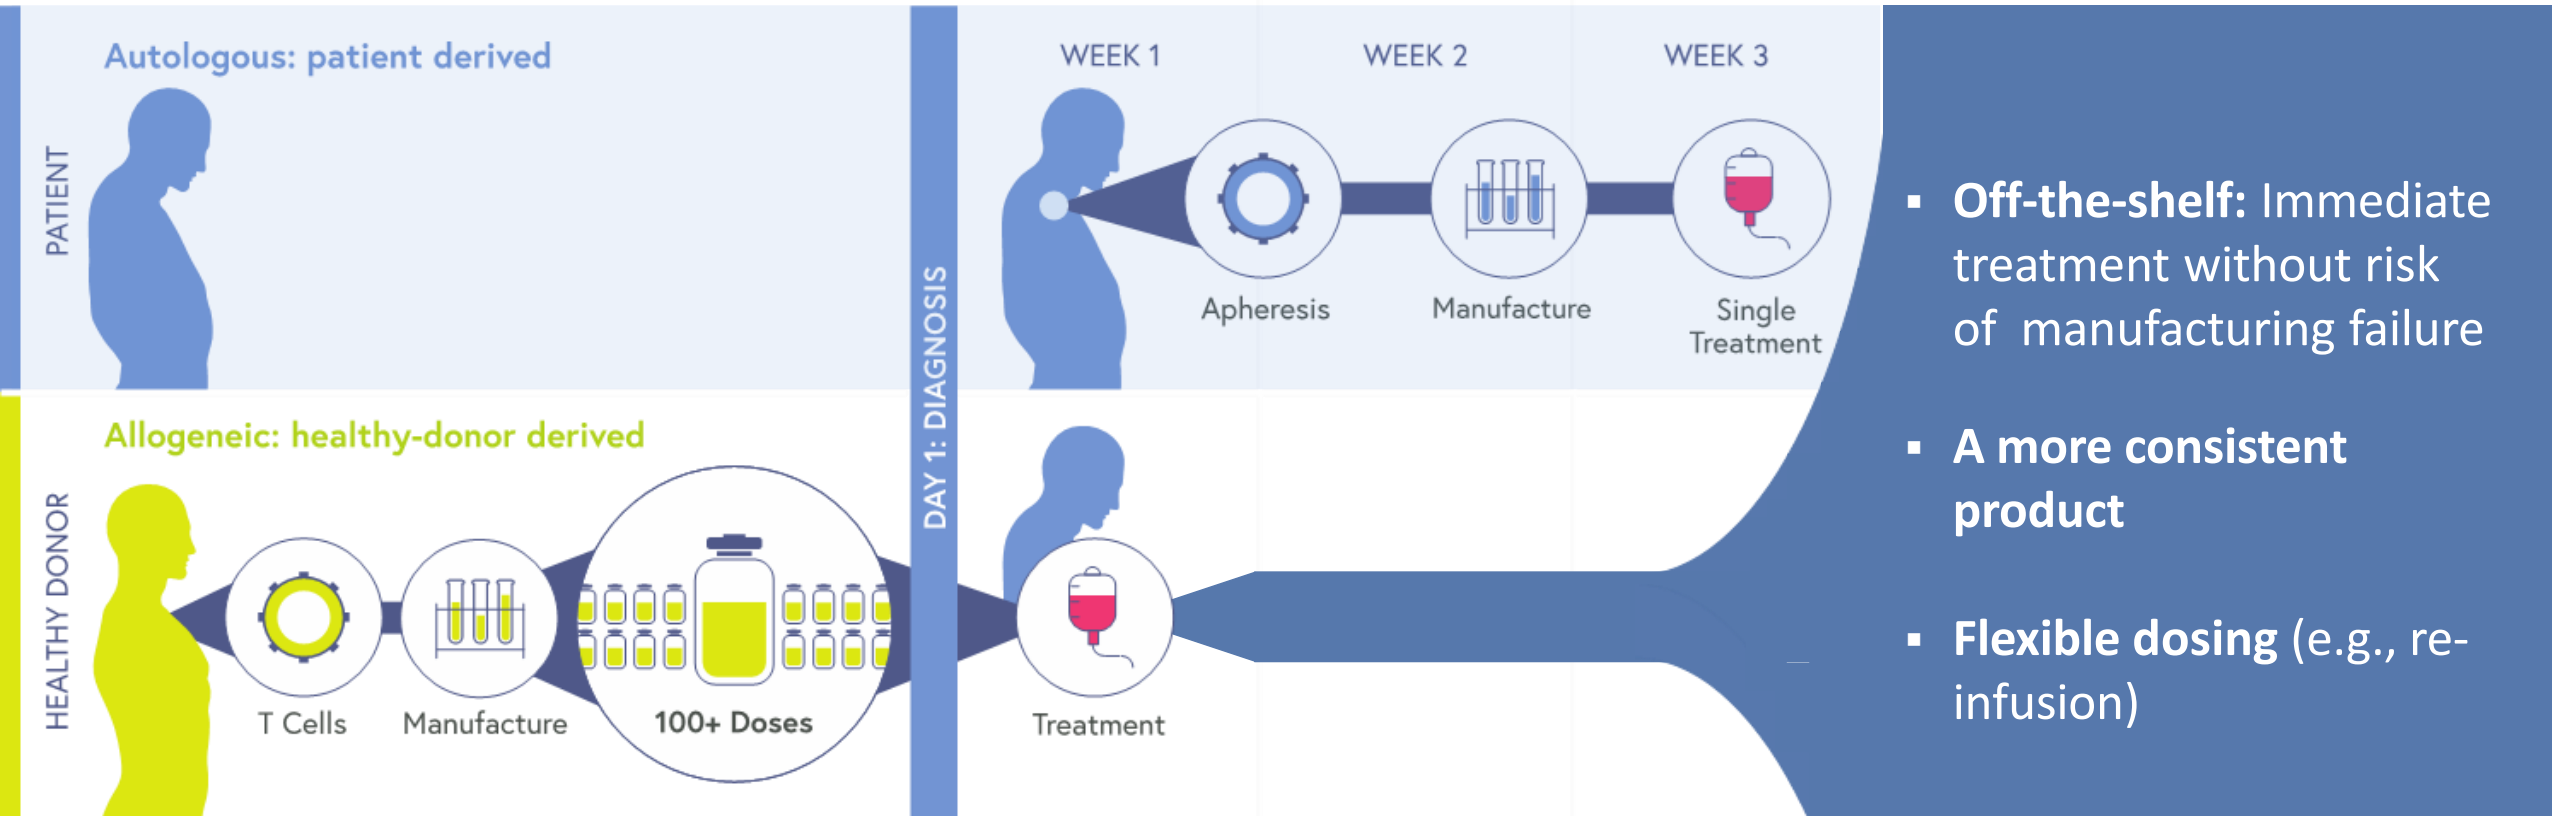 Autologous: patient derived
PATIENT
DAY 1: DIAGNOSIS
WEEK 1
WEEK 2
WEEK 3
Apheresis
Manufacture
Single
Treatment
Allogeneic: healthy-donor derived
HEALTHY DONOR
T Cells
Manufacture
100+ Doses
Treatment
▪ Off-the-shelf: Immediate
treatment without risk
of  manufacturing failure
▪ A more consistent
product
▪ Flexible dosing (e.g., re-
infusion)